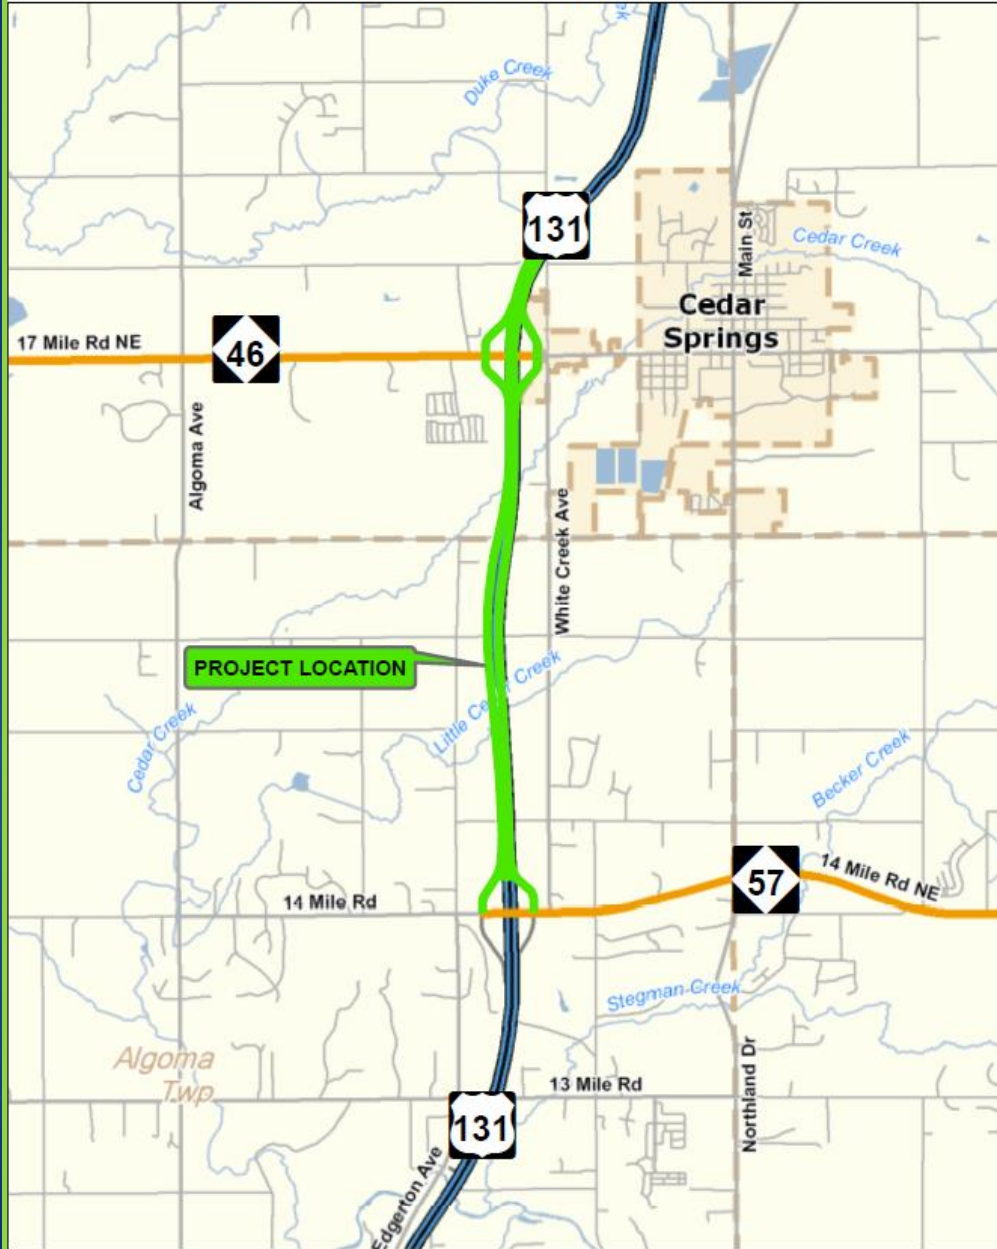 Duke Creek
131
Main St
Cedar Creek
Cedar
Springs
17 Mile Rd NE
46
Algoma Ave
White Creek Ave
PROJECT LOCATION
Little Cedar Creek
Cedar Creek
Becker Creek
57
14 Mile Rd NE
14 Mile Rd
Stegman Creek
Algoma
Twp
13 Mile Rd
Northland Dr
131
Edgerton Ave